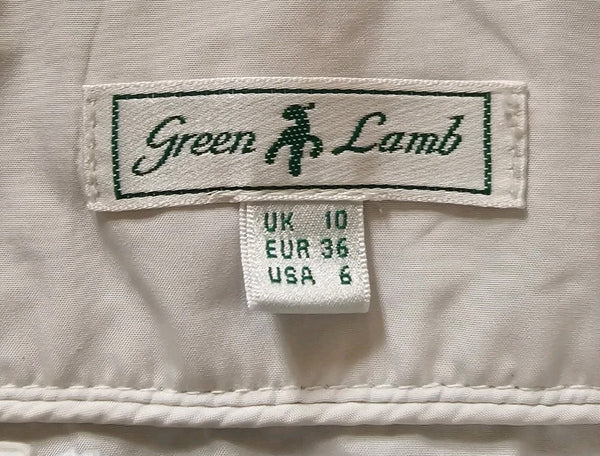 Green Lamb
UK 10
EUR 36
USA 6